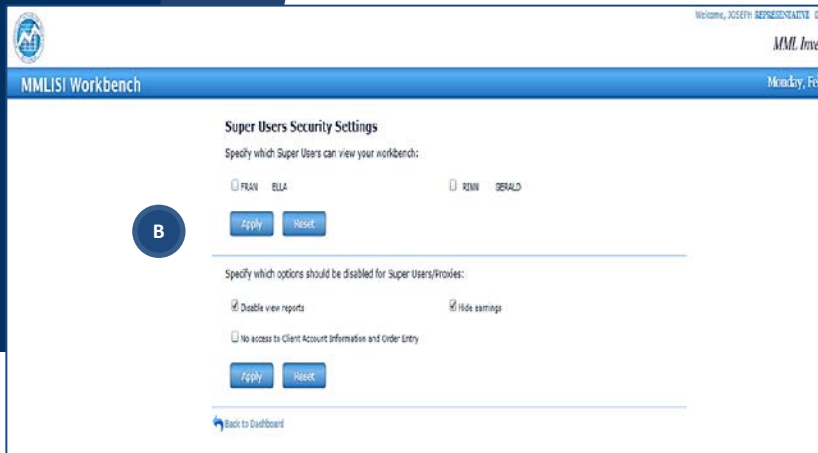 Welcome, JOSEPH REPRESENTATIVE
MML Inve
MMLISI Workbench
Monday, Fe
Super Users Security Settings
Specify which Super Users can view your workbench:
FRAN ELLA
GERALD
Apply Reset
B
Specify which options should be disabled for Super Users/Proxies:
Disable view reports
Hide earnings
No access to Client Account Information and Order Entry
Apply Reset
Back to Dashboard